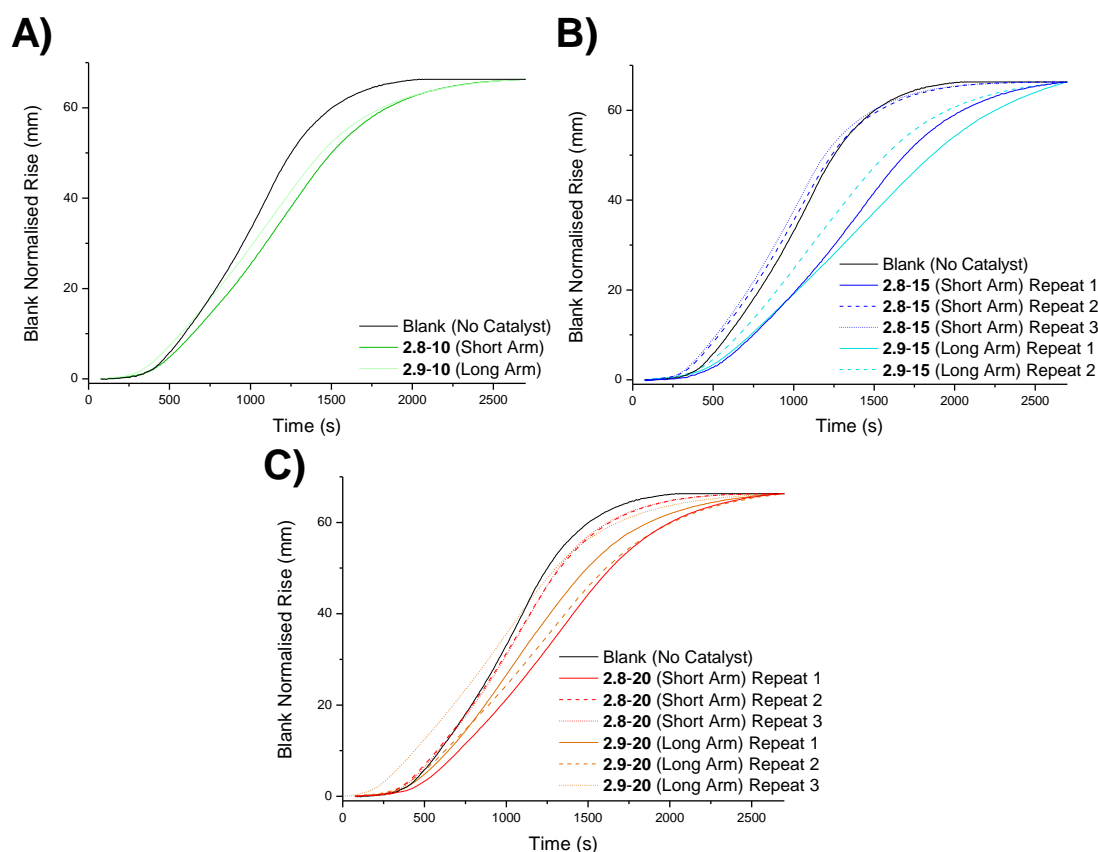 A)
Blank Normalised Rise (mm)
60
40
20
0
Blank (No Catalyst)
2.8-10 (Short Arm)
2.9-10 (Long Arm)
0 500 1000 1500 2000 2500
Time (s)
B)
Blank Normalised Rise (mm)
60
40
20
0
Blank (No Catalyst)
2.8-15 (Short Arm) Repeat 1
2.8-15 (Short Arm) Repeat 2
2.8-15 (Short Arm) Repeat 3
2.9-15 (Long Arm) Repeat 1
2.9-15 (Long Arm) Repeat 2
0 500 1000 1500 2000 2500
Time (s)
C)
Blank Normalised Rise (mm)
60
40
20
0
Blank (No Catalyst)
2.8-20 (Short Arm) Repeat 1
2.8-20 (Short Arm) Repeat 2
2.8-20 (Short Arm) Repeat 3
2.9-20 (Long Arm) Repeat 1
2.9-20 (Long Arm) Repeat 2
2.9-20 (Long Arm) Repeat 3
0 500 1000 1500 2000 2500
Time (s)